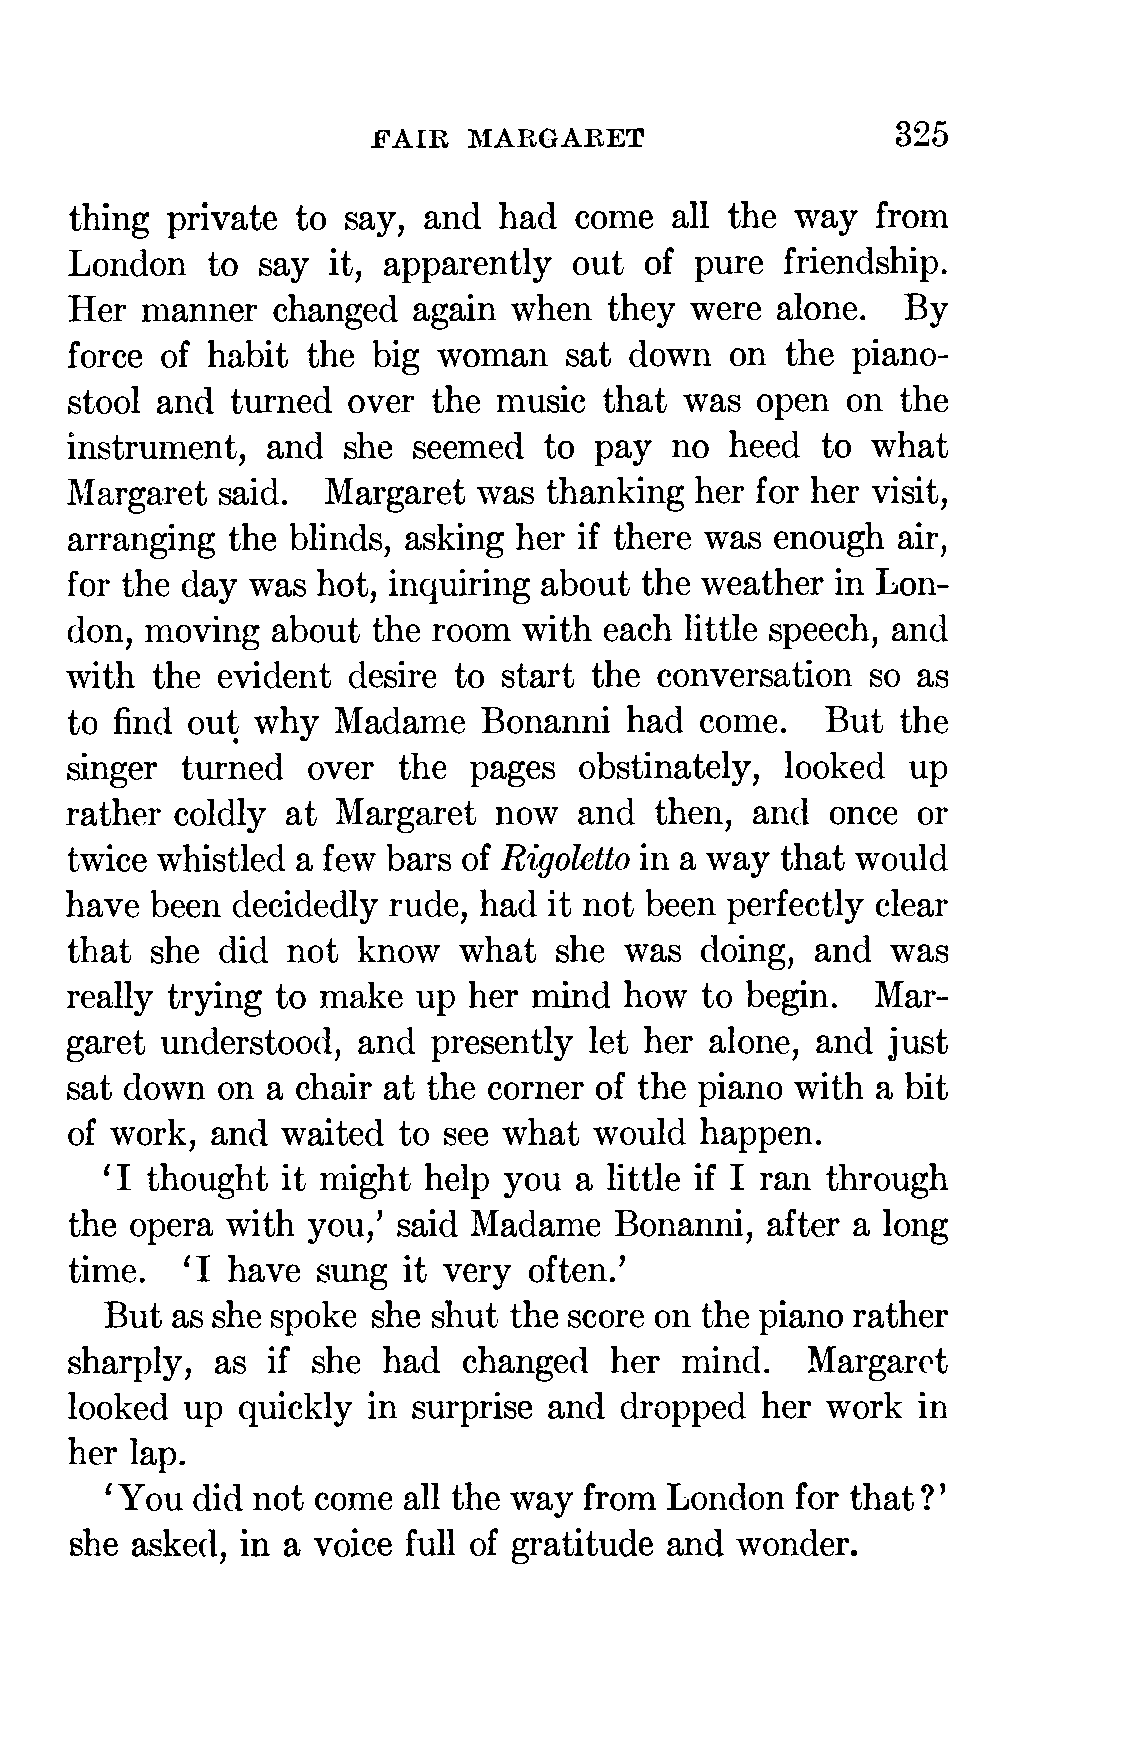 FAIR MARGARET 325
thing private to say, and had come all the way from
London to say it, apparently out of pure friendship.
Her manner changed again when they were alone. By
force of habit the big woman sat down on the piano-
stool and turned over the music that was open on the
instrument, and she seemed to pay no heed to what
Margaret said. Margaret was thanking her for her visit,
arranging the blinds, asking her if there was enough air,
for the day was hot, inquiring about the weather in Lon-
don, moving about the room with each little speech, and
with the evident desire to start the conversation so as
to find out why Madame Bonanni had come. But the
singer turned over the pages obstinately, looked up
rather coldly at Margaret now and then, and once or
twice whistled a few bars of Rigoletto in a way that would
have been decidedly rude, had it not been perfectly clear
that she did not know what she was doing, and was
really trying to make up her mind how to begin. Mar-
garet understood, and presently let her alone, and just
sat down on a chair at the corner of the piano with a bit
of work, and waited to see what would happen.
‘I thought it might help you a little if I ran through
the opera with you,’ said Madame Bonanni, after a long
time. ‘I have sung it very often.’
But as she spoke she shut the score on the piano rather
sharply, as if she had changed her mind. Margaret
looked up quickly in surprise and dropped her work in
her lap.
‘You did not come all the way from London for that?’
she asked, in a voice full of gratitude and wonder.